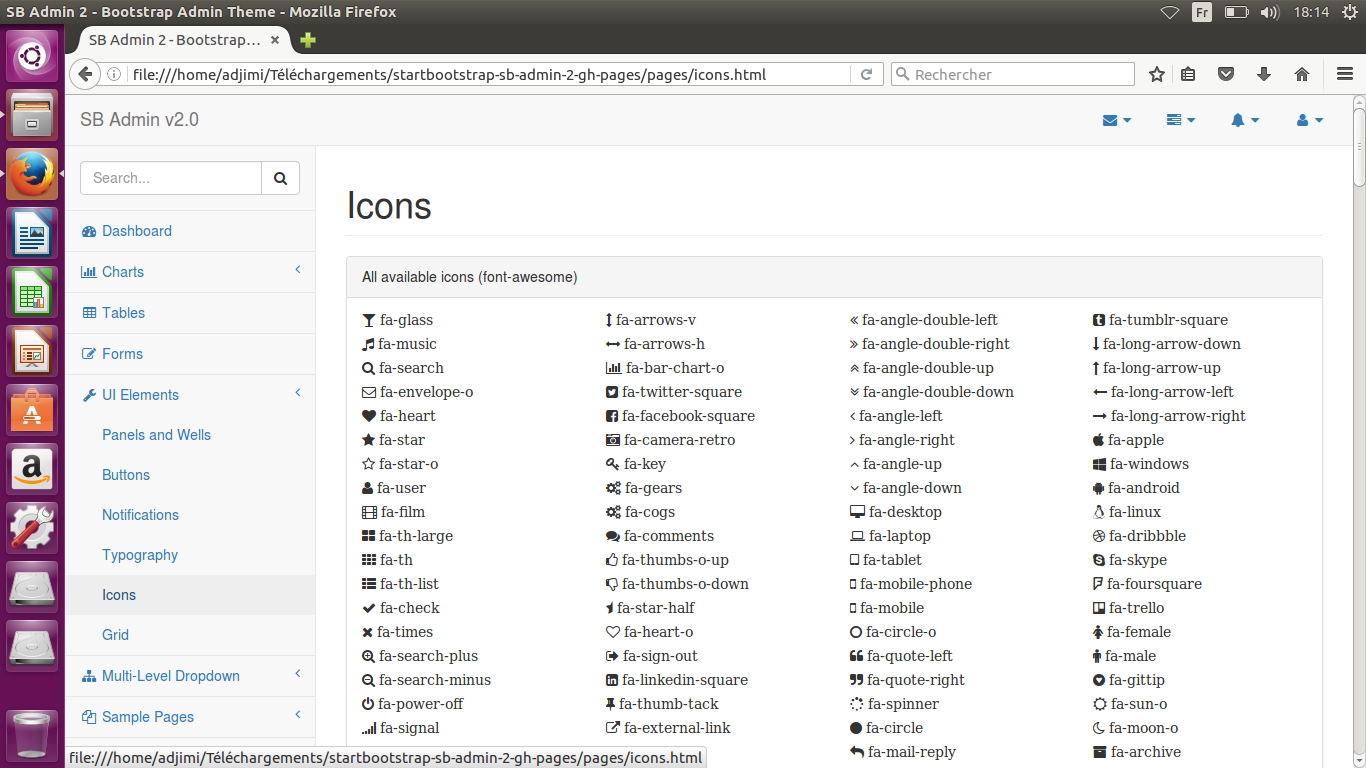 SB Admin 2 - Bootstrap Admin Theme - Mozilla Firefox
Fr
18:14
SB Admin 2 - Bootstrap…
file:///home/adjimi/Téléchargements/startbootstrap-sb-admin-2-gh-pages/pages/icons.html
Rechercher
SB Admin v2.0
Search...
Dashboard
Charts
Tables
Forms
UI Elements
Panels and Wells
Buttons
Notifications
Typography
Icons
Grid
Multi-Level Dropdown
Sample Pages
Icons
All available icons (font-awesome)
fa-glass
fa-music
fa-search
fa-envelope-o
fa-heart
fa-star
fa-star-o
fa-user
fa-film
fa-th-large
fa-th
fa-th-list
fa-check
fa-times
fa-search-plus
fa-search-minus
fa-power-off
fa-signal
fa-arrows-v
fa-arrows-h
fa-bar-chart-o
fa-twitter-square
fa-facebook-square
fa-camera-retro
fa-key
fa-gears
fa-cogs
fa-comments
fa-thumbs-o-up
fa-thumbs-o-down
fa-star-half
fa-heart-o
fa-sign-out
fa-linkedin-square
fa-thumb-tack
fa-external-link
fa-angle-double-left
fa-angle-double-right
fa-angle-double-up
fa-angle-double-down
fa-angle-left
fa-angle-right
fa-angle-up
fa-angle-down
fa-desktop
fa-laptop
fa-tablet
fa-mobile-phone
fa-mobile
fa-circle-o
fa-quote-left
fa-quote-right
fa-spinner
fa-circle
fa-mail-reply
fa-tumblr-square
fa-long-arrow-down
fa-long-arrow-up
fa-long-arrow-left
fa-long-arrow-right
fa-apple
fa-windows
fa-android
fa-linux
fa-dribbble
fa-skype
fa-foursquare
fa-trello
fa-female
fa-male
fa-gittip
fa-sun-o
fa-moon-o
fa-archive
file:///home/adjimi/Téléchargements/startbootstrap-sb-admin-2-gh-pages/pages/icons.html